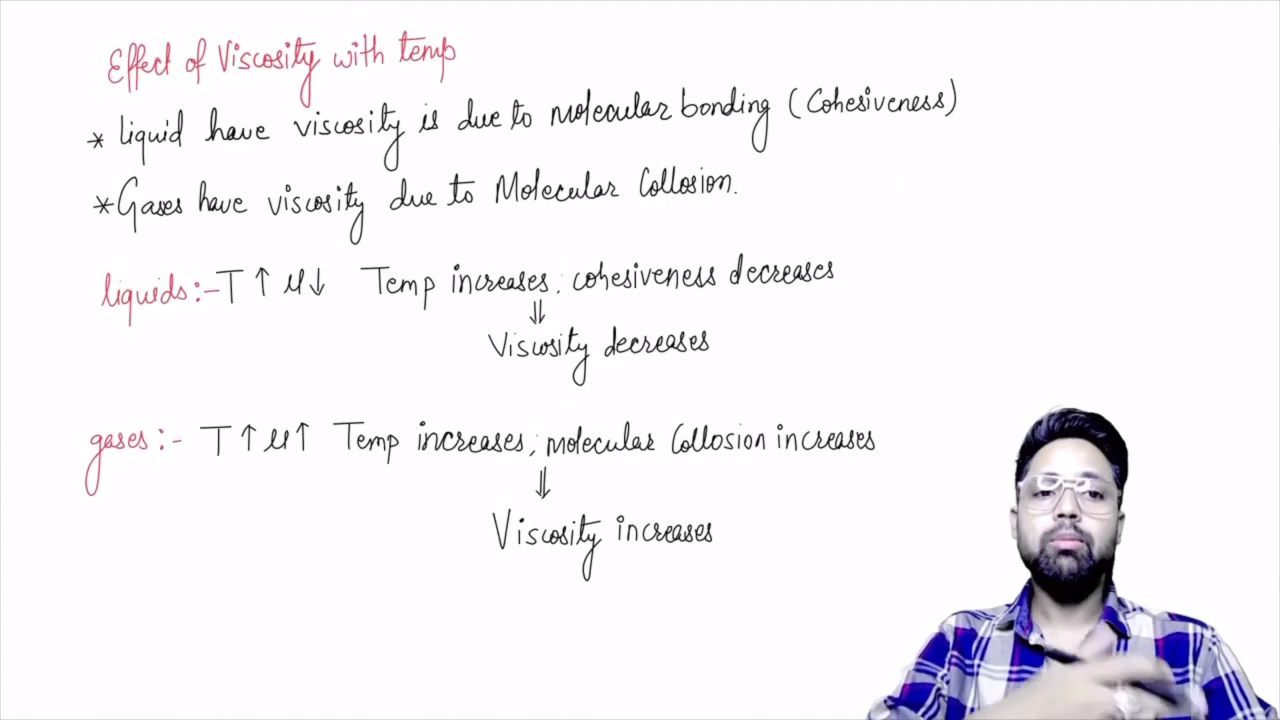 Effect of Viscosity with temp
* Liquid have viscosity is due to molecular bonding (Cohesiveness)
* Gases have viscosity due to Molecular Collosion.
liquids :- T ↑ μ ↓ Temp increases, cohesiveness decreases
⇓
Viscosity decreases
gases :- T ↑ μ ↑ Temp increases, molecular Collosion increases
⇓
Viscosity increases